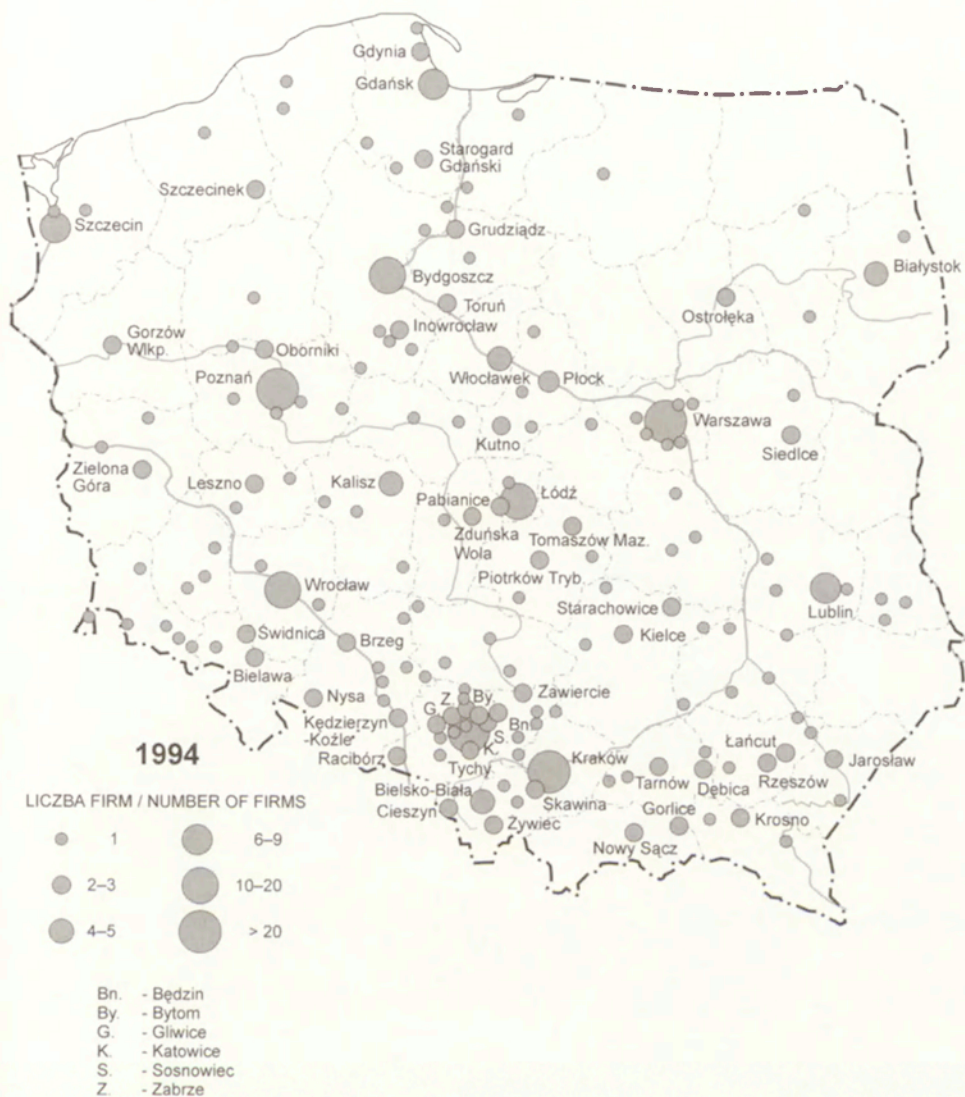 Gdynia
Gdańsk
Starogard
Gdański
Szczecinek
Szczecin
Grudziądz
Bydgoszcz
Białystok
Toruń
Ostrołęka
Inowrocław
Gorzów
Wlkp.
Oborniki
Poznań
Włocławek
Płock
Warszawa
Kutno
Siedlce
Zielona
Góra
Leszno
Kalisz
Pabianice
Łódź
Zduńska
Wola
Tomaszów Maz.
Piotrków Tryb.
Wrocław
Lublin
Starachowice
Świdnica
Brzeg
Kielce
Bielawa
Nysa
Zawiercie
Z.
By.
G.
Bn.
S.
K.
Kędzierzyn
-Koźle
Racibórz
Tychy
Kraków
Łańcut
Jarosław
Rzeszów
Tarnów
Dębica
Bielsko-Biała
Skawina
Cieszyn
Gorlice
Krosno
Żywiec
Nowy Sącz
1994
LICZBA FIRM / NUMBER OF FIRMS
1 6–9
2–3 10–20
4–5 > 20
Bn. - Będzin
By. - Bytom
G. - Gliwice
K. - Katowice
S. - Sosnowiec
Z. - Zabrze